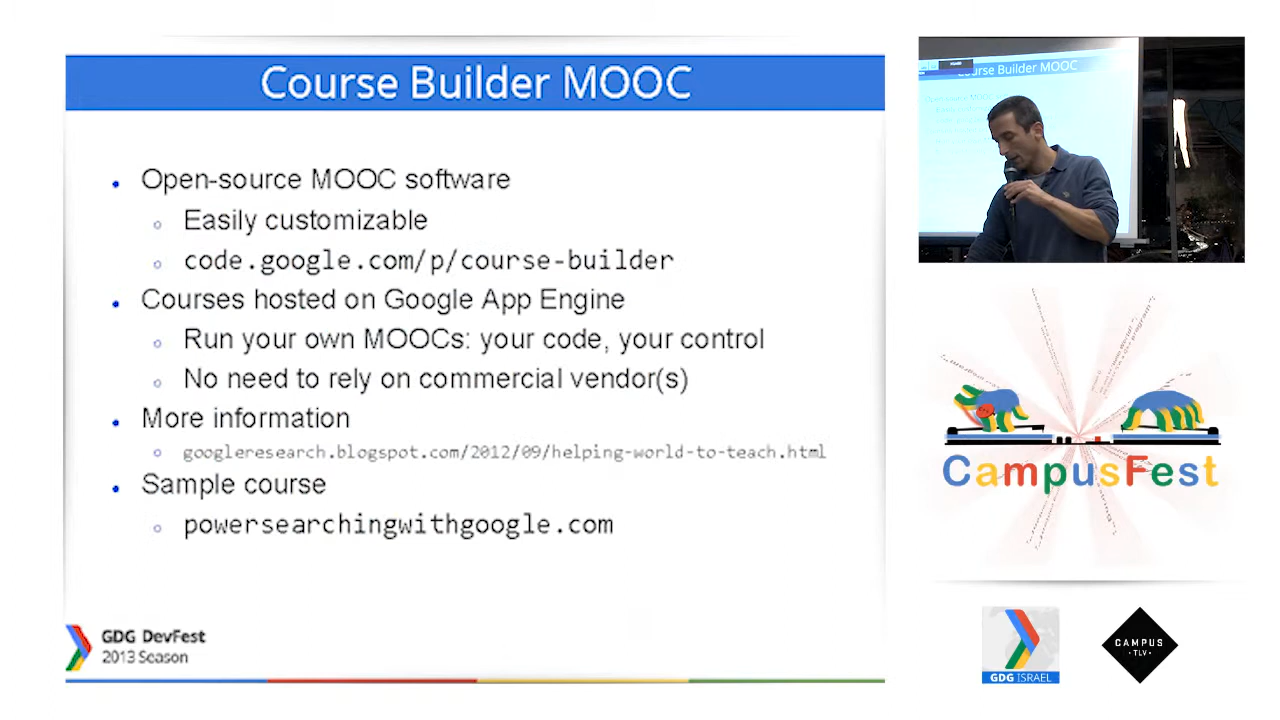 Course Builder MOOC
Open-source MOOC software
Easily customizable
code.google.com/p/course-builder
Courses hosted on Google App Engine
Run your own MOOCs: your code, your control
No need to rely on commercial vendor(s)
More information
googleresearch.blogspot.com/2012/09/helping-world-to-teach.html
Sample course
powersearchingwithgoogle.com
GDG DevFest
2013 Season
Course Builder MOOC
CampusFest
GDG ISRAEL
CAMPUS
TLV